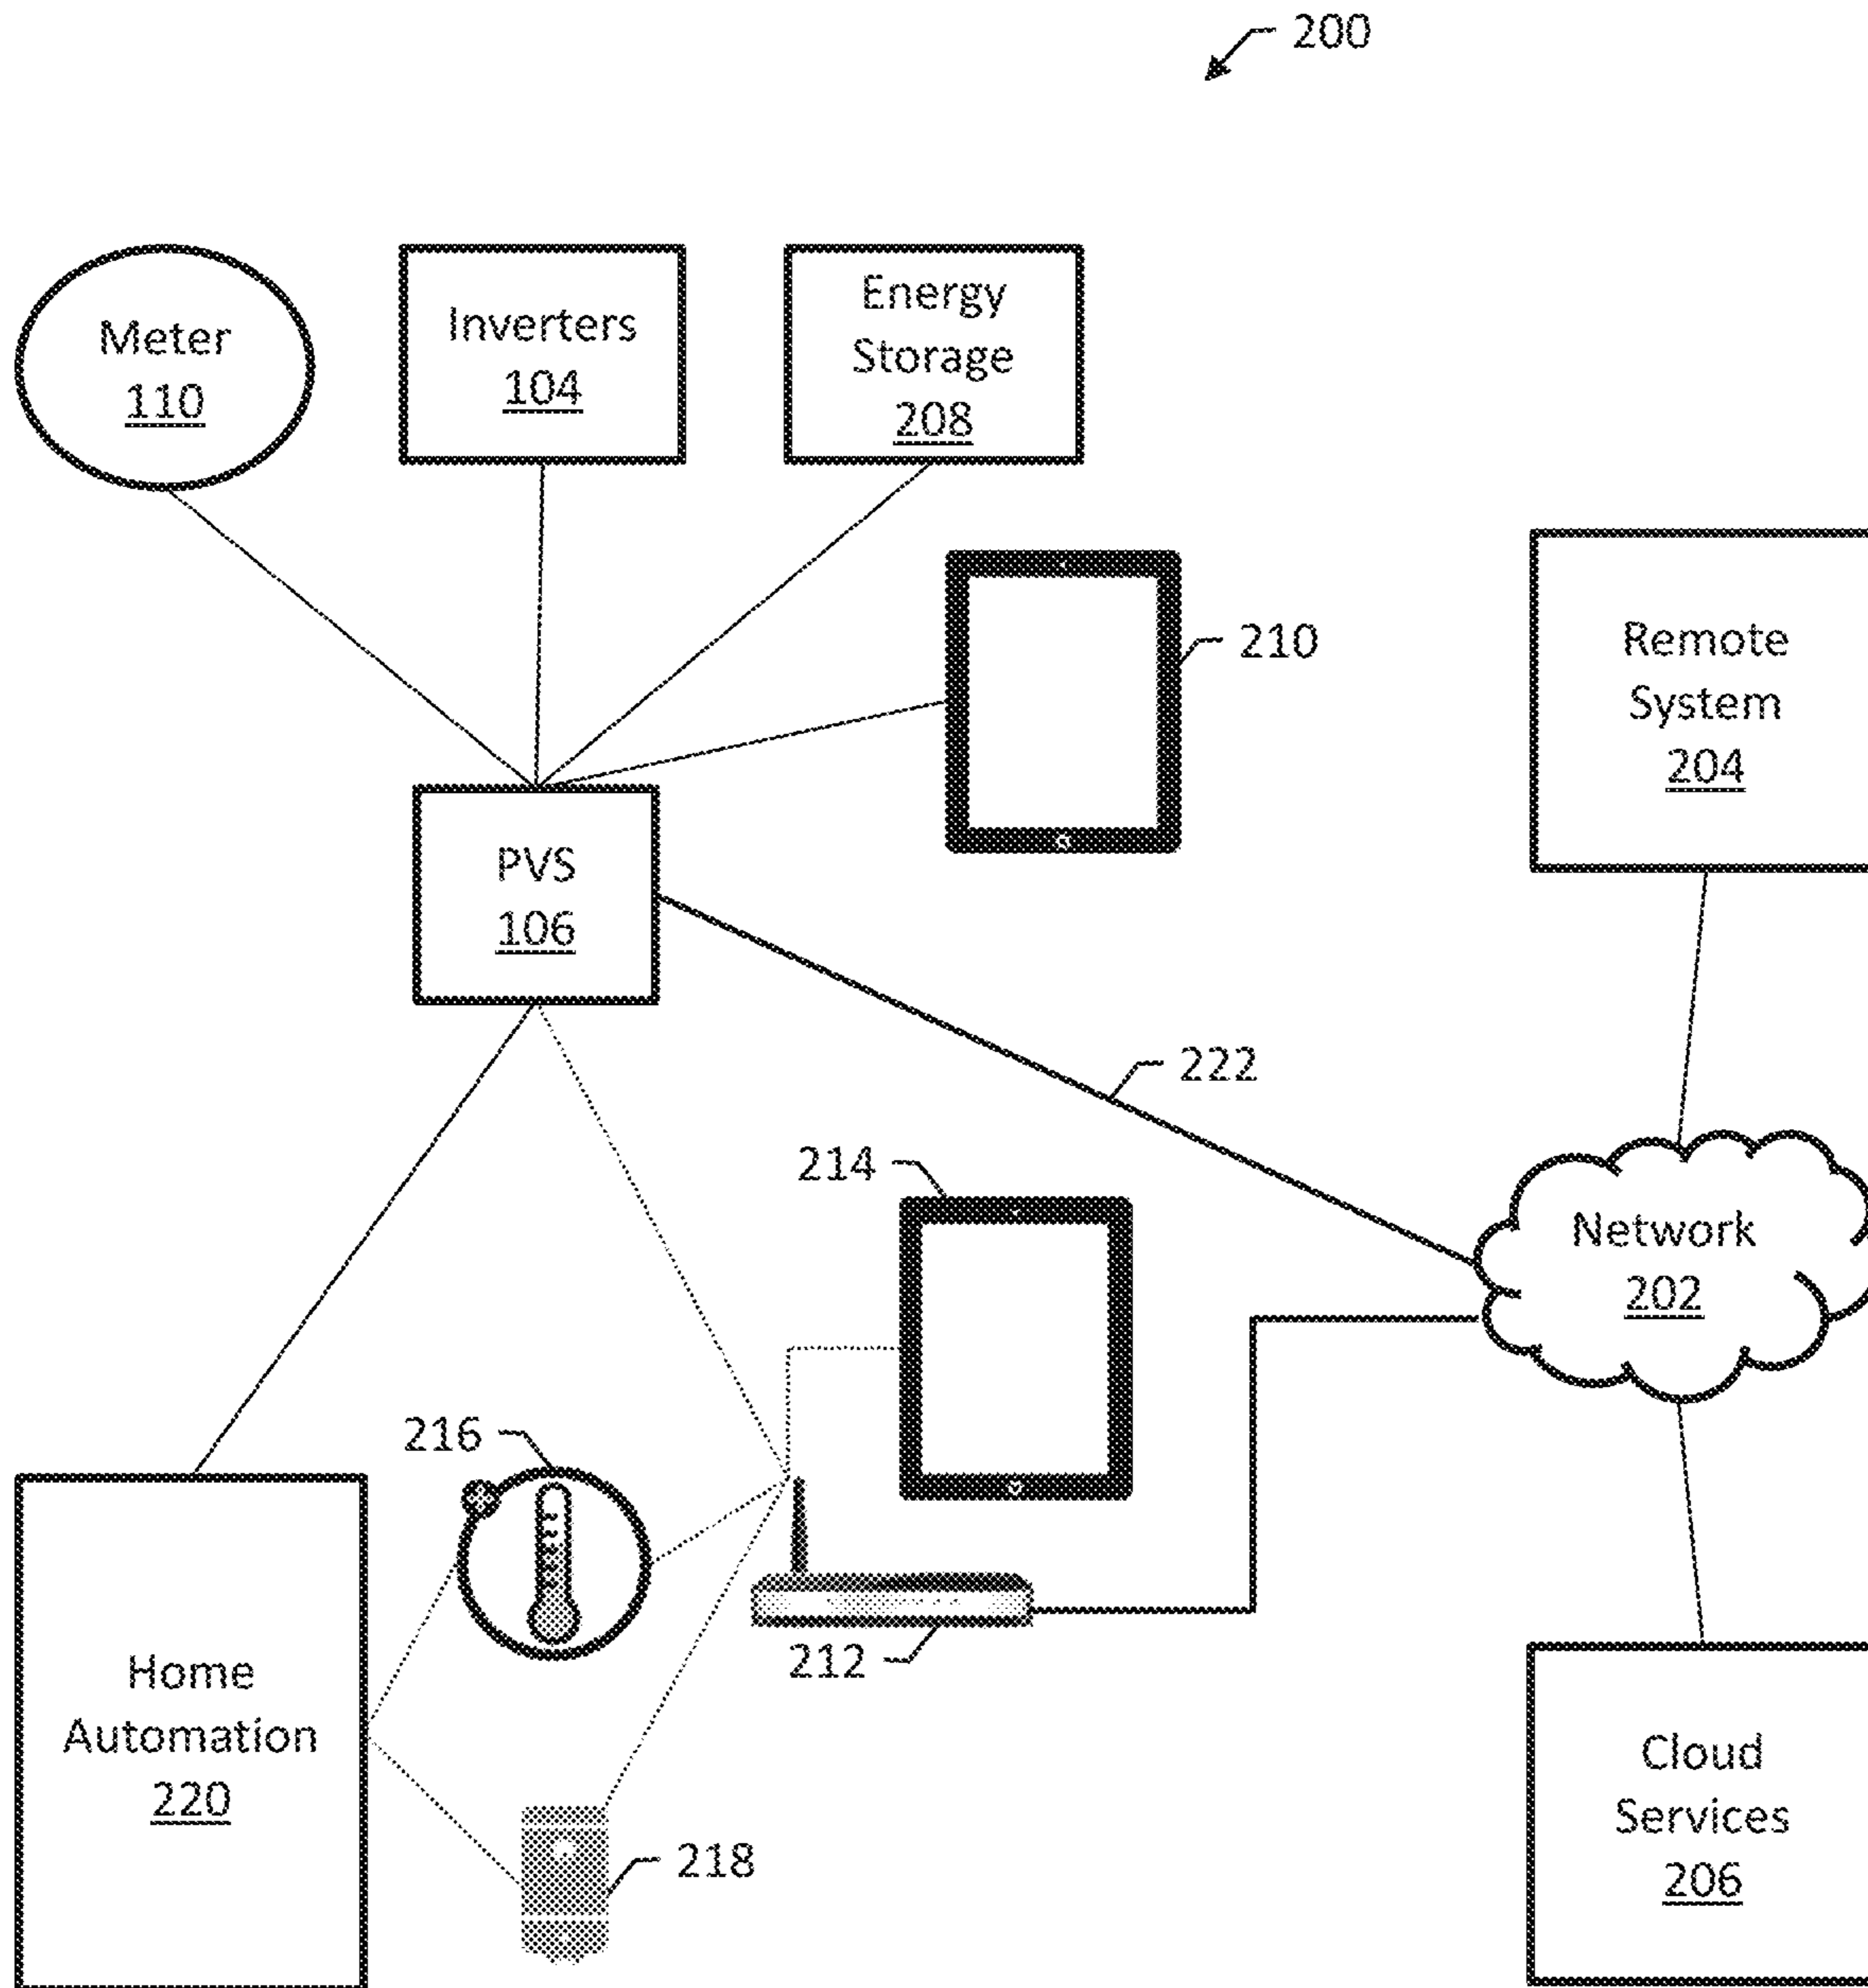 200
Meter
110
Inverters
104
Energy
Storage
208
210
Remote
System
204
PVS
106
222
214
Network
202
216
212
Home
Automation
220
218
Cloud
Services
206